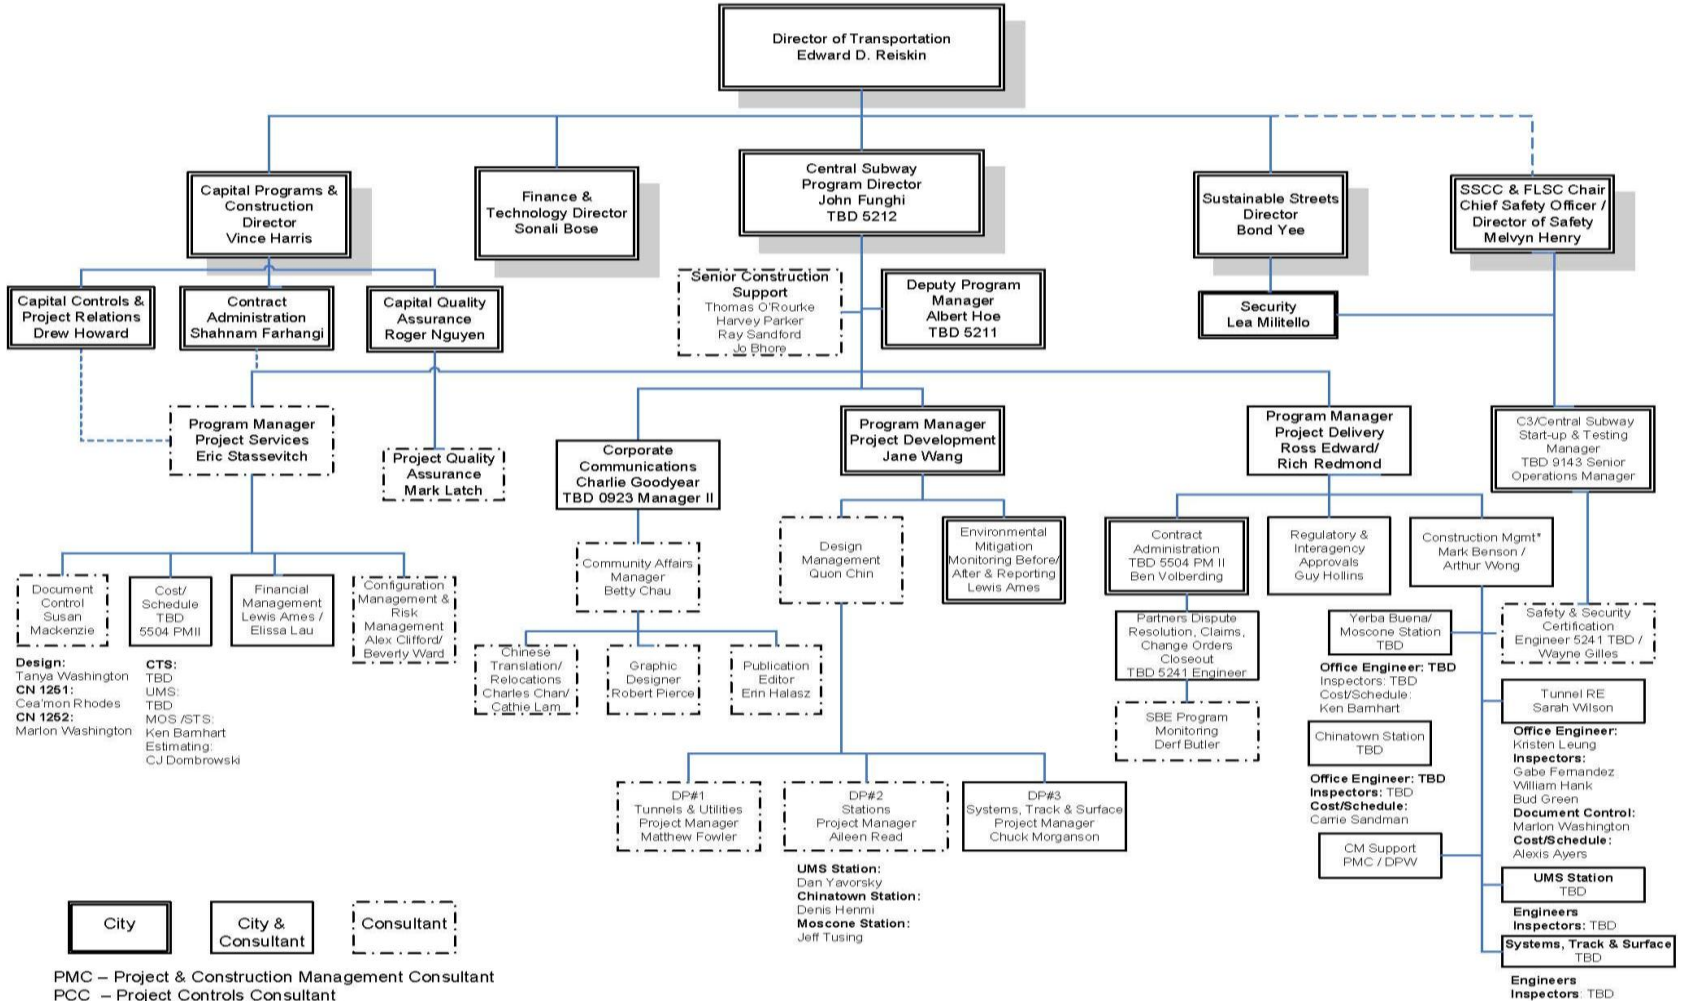 Director of Transportation
Edward D. Reiskin
Capital Programs &
Construction
Director
Vince Harris
Finance &
Technology Director
Sonali Bose
Central Subway
Program Director
John Funghi
TBD 5212
Sustainable Streets
Director
Bond Yee
SSCC & FLSC Chair
Chief Safety Officer /
Director of Safety
Melvyn Henry
Capital Controls &
Project Relations
Drew Howard
Contract
Administration
Shahnam Farhangi
Capital Quality
Assurance
Roger Nguyen
Senior Construction
Support
Thomas O'Rourke
Harvey Parker
Ray Sandford
Jo Bhore
Deputy Program
Manager
Albert Hoe
TBD 5211
Security
Lea Militello
Program Manager
Project Services
Eric Stassevitch
Project Quality
Assurance
Mark Latch
Corporate
Communications
Charlie Goodyear
TBD 0923 Manager II
Program Manager
Project Development
Jane Wang
Program Manager
Project Delivery
Ross Edward/
Rich Redmond
C3/Central Subway
Start-up & Testing
Manager
TBD 9143 Senior
Operations Manager
Document
Control
Susan
Mackenzie
Cost/
Schedule
TBD
5504 PMII
Financial
Management
Lewis Ames /
Elissa Lau
Configuration
Management &
Risk
Management
Alex Clifford/
Beverly Ward
Community Affairs
Manager
Betty Chau
Design
Management
Quon Chin
Environmental
Mitigation
Monitoring Before/
After & Reporting
Lewis Ames
Contract
Administration
TBD 5504 PM II
Ben Volberding
Regulatory &
Interagency
Approvals
Guy Hollins
Construction Mgmt*
Mark Benson /
Arthur Wong
Design:
Tanya Washington
CN 1251:
Cea'mon Rhodes
CN 1252:
Marlon Washington
CTS:
TBD
UMS:
TBD
MOS /STS:
Ken Barnhart
Estimating:
CJ Dombrowski
Chinese
Translation/
Relocations
Charles Chan/
Cathie Lam
Graphic
Designer
Robert Pierce
Publication
Editor
Erin Halasz
Partners Dispute
Resolution, Claims,
Change Orders
Closeout
TBD 5241 Engineer
SBE Program
Monitoring
Derf Butler
Yerba Buena/
Moscone Station
TBD
Office Engineer: TBD
Inspectors: TBD
Cost/Schedule:
Ken Barnhart
Chinatown Station
TBD
Office Engineer: TBD
Inspectors: TBD
Cost/Schedule:
Carrie Sandman
CM Support
PMC / DPW
Safety & Security
Certification
Engineer 5241 TBD /
Wayne Gilles
Tunnel RE
Sarah Wilson
Office Engineer:
Kristen Leung
Inspectors:
Gabe Fernandez
William Hank
Bud Green
Document Control:
Marlon Washington
Cost/Schedule:
Alexis Ayers
UMS Station
TBD
Engineers
Inspectors: TBD
Systems, Track & Surface
TBD
Engineers
Inspectors: TBD
DP#1
Tunnels & Utilities
Project Manager
Matthew Fowler
DP#2
Stations
Project Manager
Aileen Read
DP#3
Systems, Track & Surface
Project Manager
Chuck Morganson
UMS Station:
Dan Yavorsky
Chinatown Station:
Denis Henmi
Moscone Station:
Jeff Tusing
City
City &
Consultant
Consultant
PMC – Project & Construction Management Consultant
PCC – Project Controls Consultant